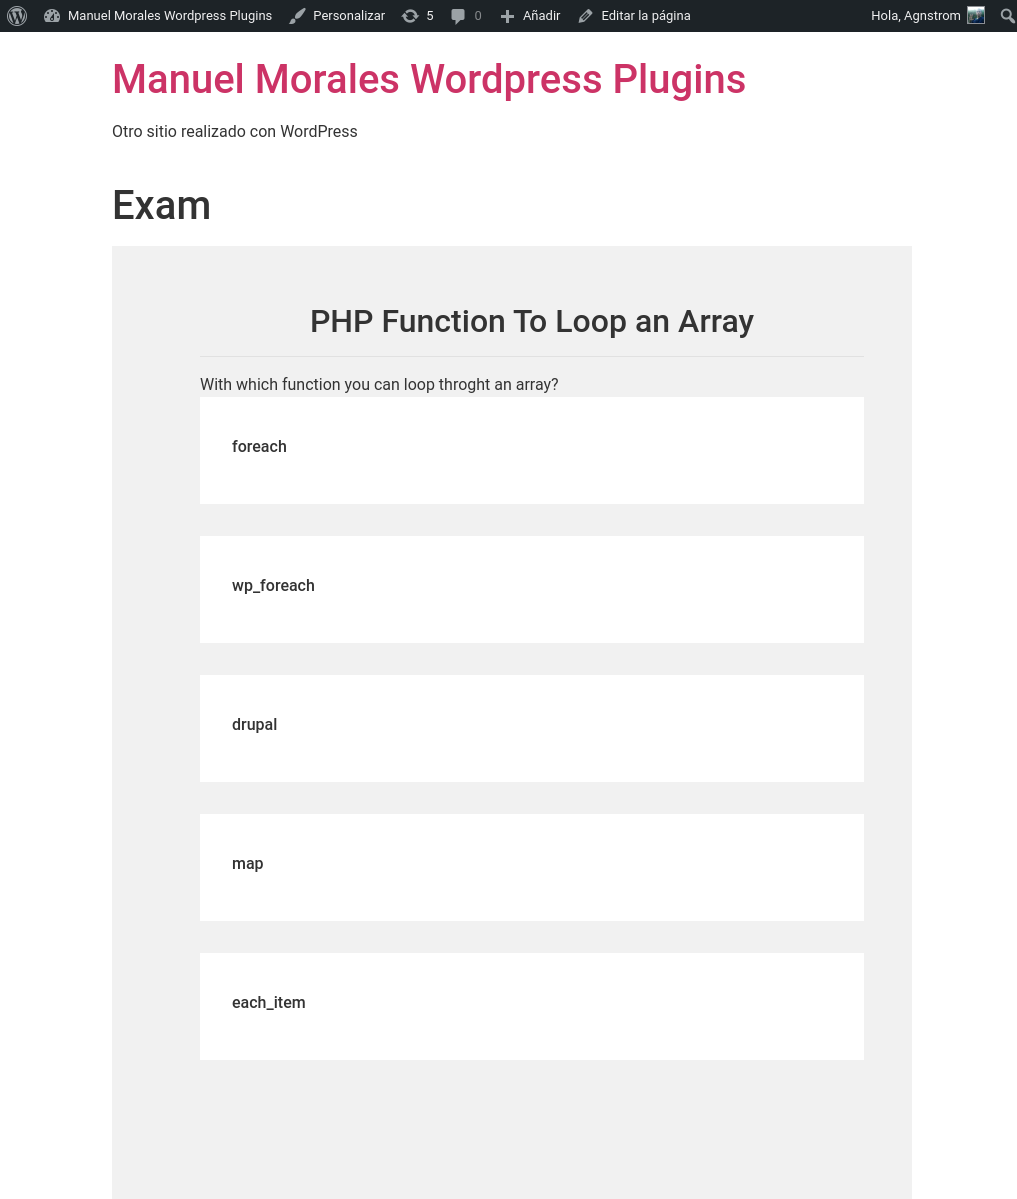 Manuel Morales Wordpress Plugins Personalizar 5 0 Añadir Editar la página Hola, Agnstrom
Manuel Morales Wordpress Plugins
Otro sitio realizado con WordPress
Exam
PHP Function To Loop an Array
With which function you can loop throght an array?
foreach
wp_foreach
drupal
map
each_item